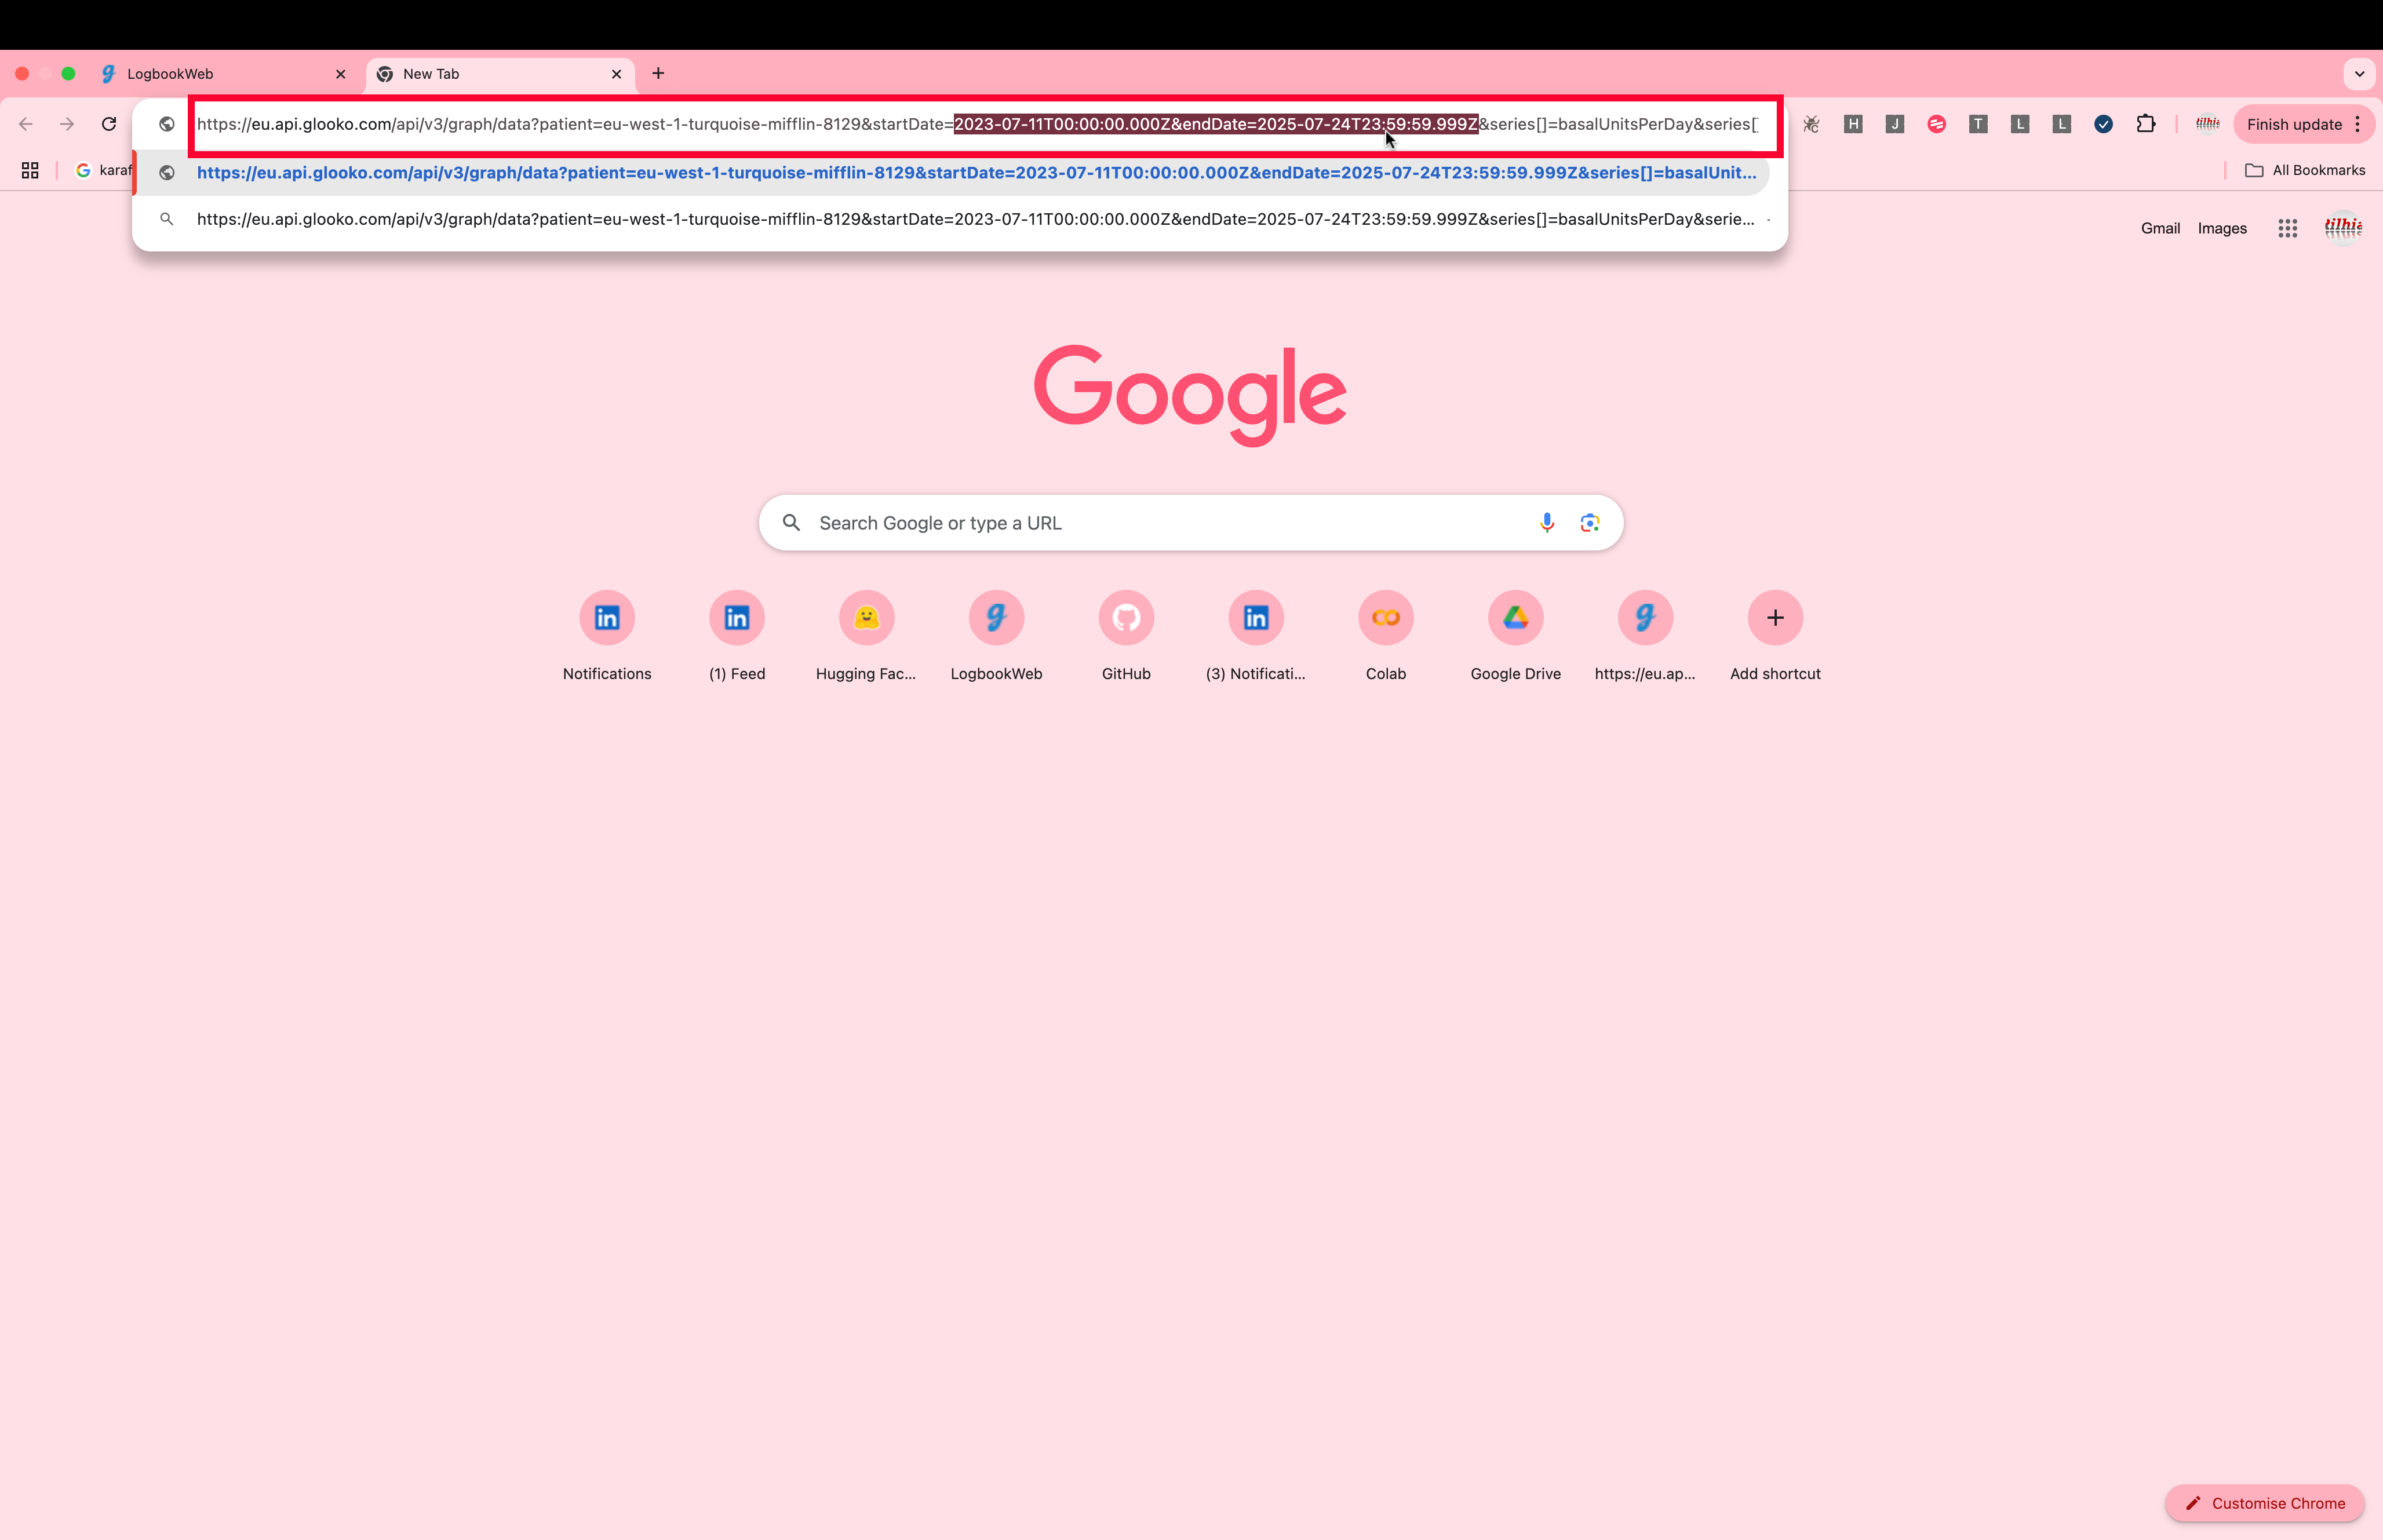 LogbookWeb
New Tab
https://eu.api.glooko.com/api/v3/graph/data?patient=eu-west-1-turquoise-mifflin-8129&startDate=2023-07-11T00:00:00.000Z&endDate=2025-07-24T23:59:59.999Z&series[]=basalUnitsPerDay&series[
H J T L L
Finish update
https://eu.api.glooko.com/api/v3/graph/data?patient=eu-west-1-turquoise-mifflin-8129&startDate=2023-07-11T00:00:00.000Z&endDate=2025-07-24T23:59:59.999Z&series[]=basalUnit...
karaf
All Bookmarks
https://eu.api.glooko.com/api/v3/graph/data?patient=eu-west-1-turquoise-mifflin-8129&startDate=2023-07-11T00:00:00.000Z&endDate=2025-07-24T23:59:59.999Z&series[]=basalUnitsPerDay&serie... -
Gmail Images
Google
Search Google or type a URL
Notifications
(1) Feed
Hugging Fac...
LogbookWeb
GitHub
(3) Notificati...
Colab
Google Drive
https://eu.ap...
Add shortcut
Customise Chrome